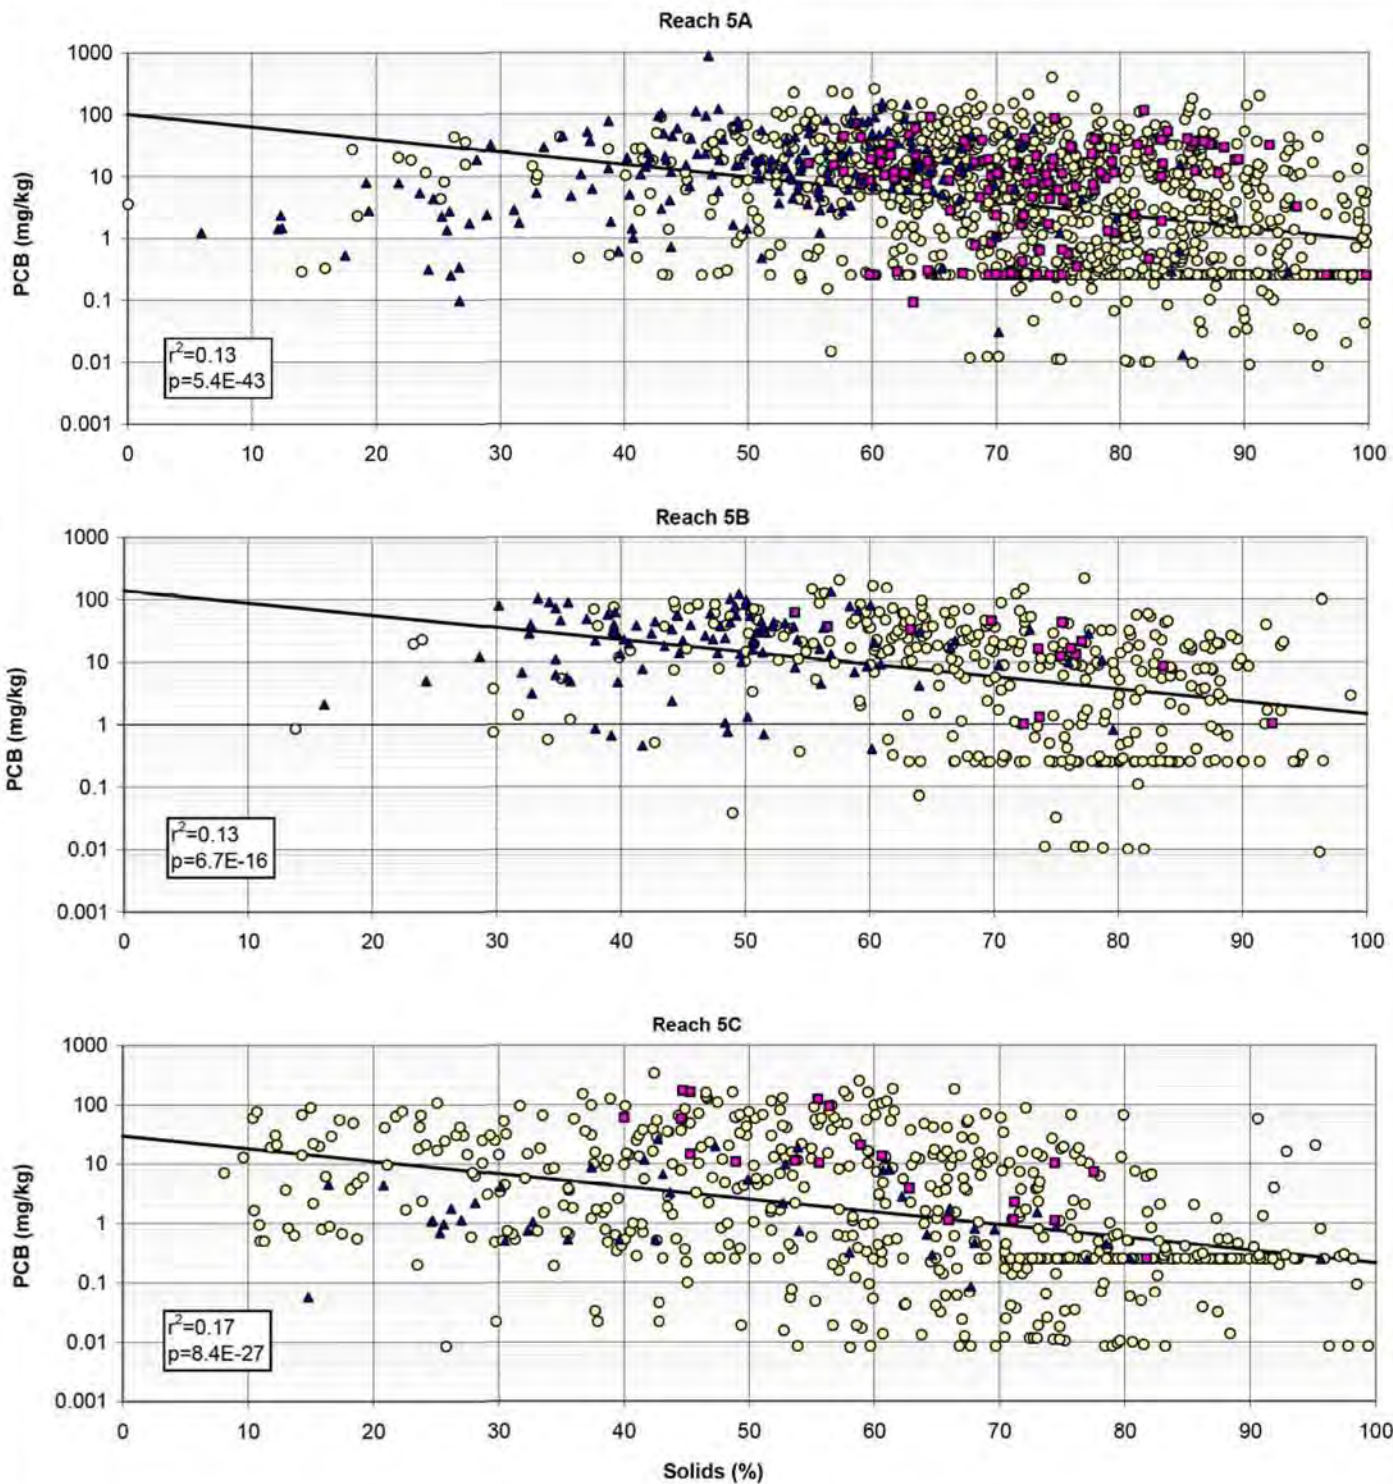 Reach 5A
1000
100
10
1
0.1
0.01
0.001
PCB (mg/kg)
r²=0.13
p=5.4E-43
0 10 20 30 40 50 60 70 80 90 100
Reach 5B
1000
100
10
1
0.1
0.01
0.001
PCB (mg/kg)
r²=0.13
p=6.7E-16
0 10 20 30 40 50 60 70 80 90 100
Reach 5C
1000
100
10
1
0.1
0.01
0.001
PCB (mg/kg)
r²=0.17
p=8.4E-27
0 10 20 30 40 50 60 70 80 90 100
Solids (%)